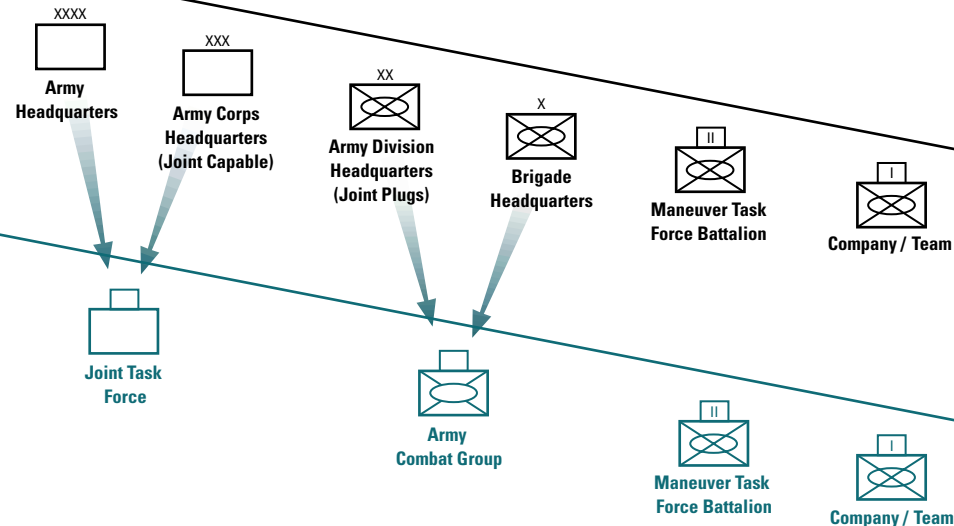 XXXX
Army
Headquarters
XXX
Army Corps
Headquarters
(Joint Capable)
XX
Army Division
Headquarters
(Joint Plugs)
X
Brigade
Headquarters
II
Maneuver Task
Force Battalion
I
Company / Team
Joint Task
Force
Army
Combat Group
II
Maneuver Task
Force Battalion
I
Company / Team